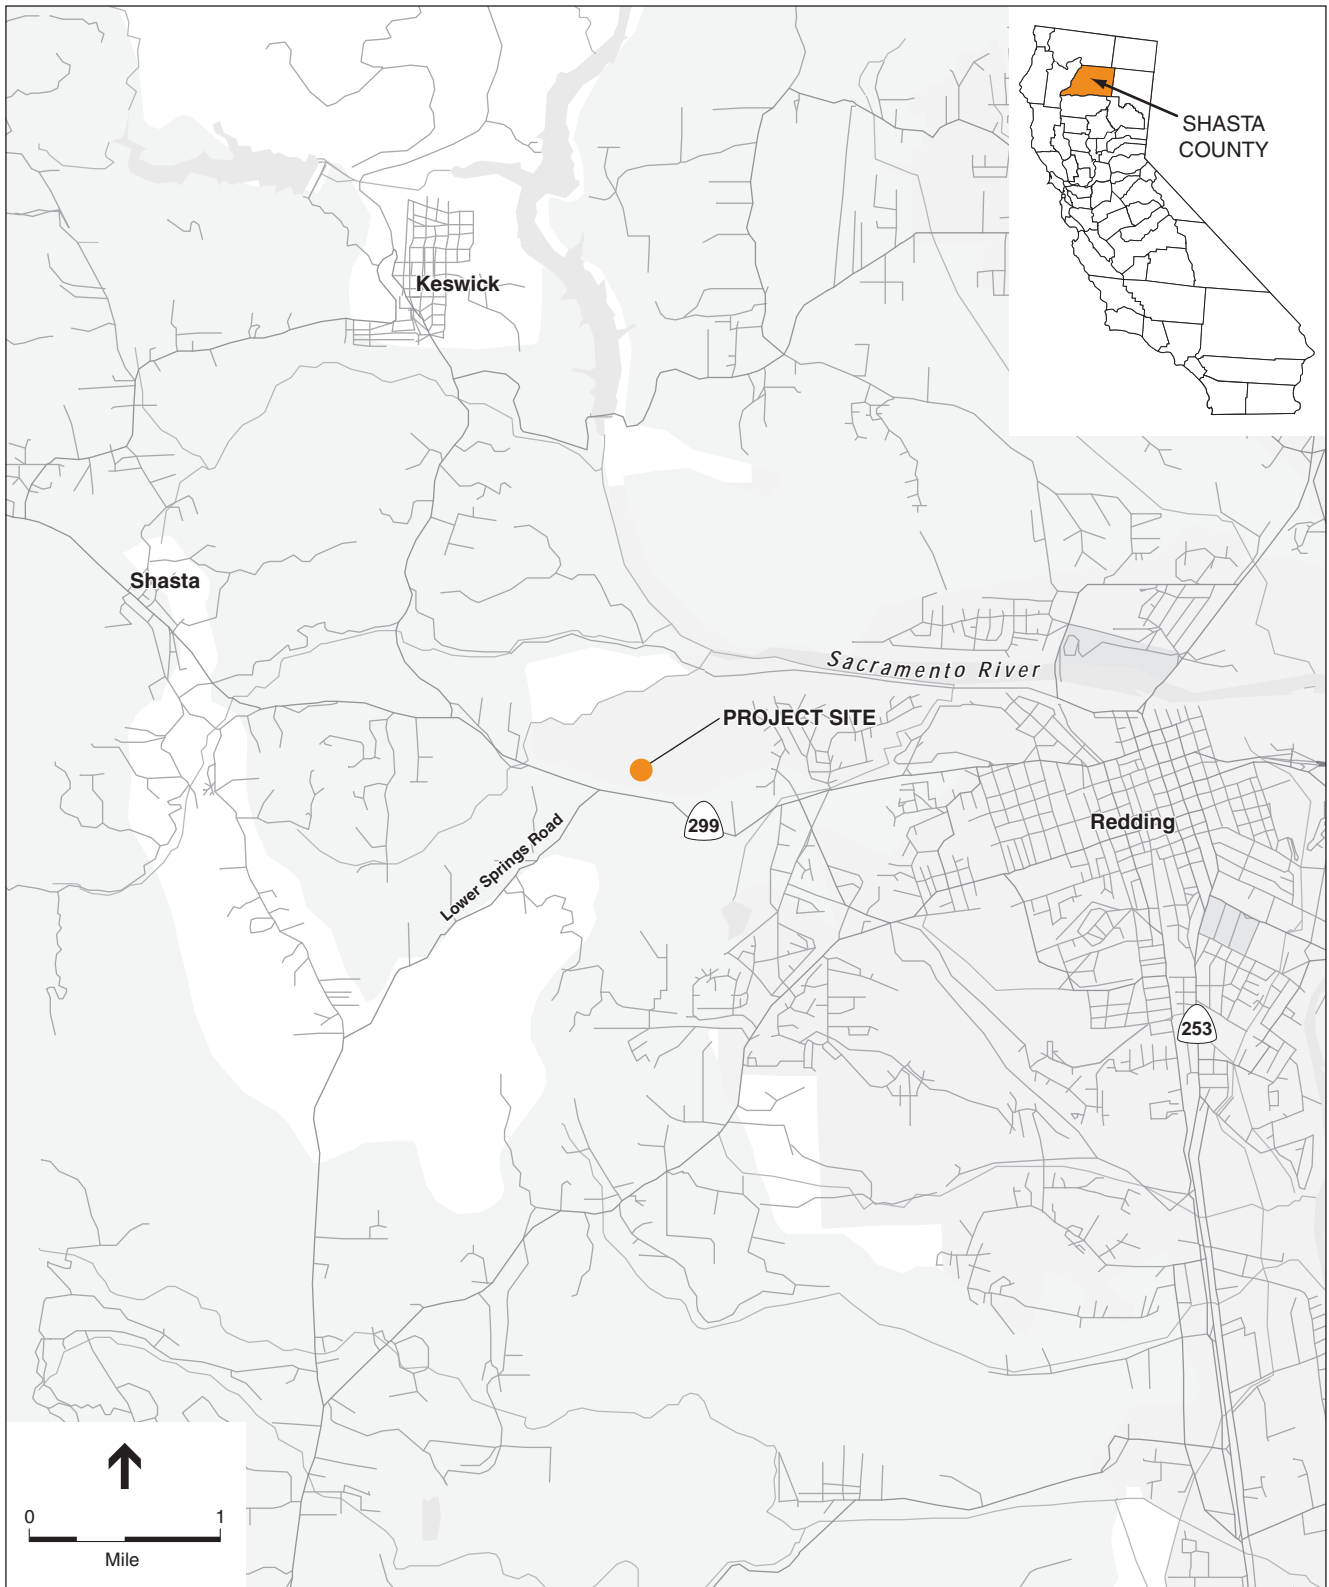 SHASTA
COUNTY
Keswick
Shasta
Sacramento River
PROJECT SITE
299
Redding
Lower Springs Road
253
0 1
Mile